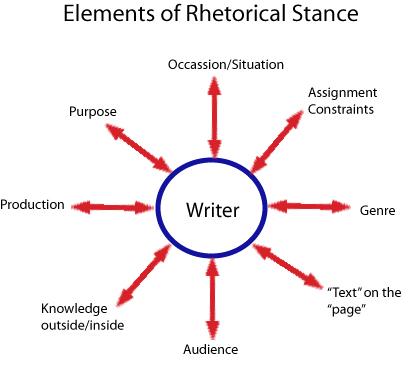 Elements of Rhetorical Stance
Occassion/Situation
Assignment
Constraints
Purpose
Production
Writer
Genre
Knowledge
outside/inside
"Text" on the
"page"
Audience